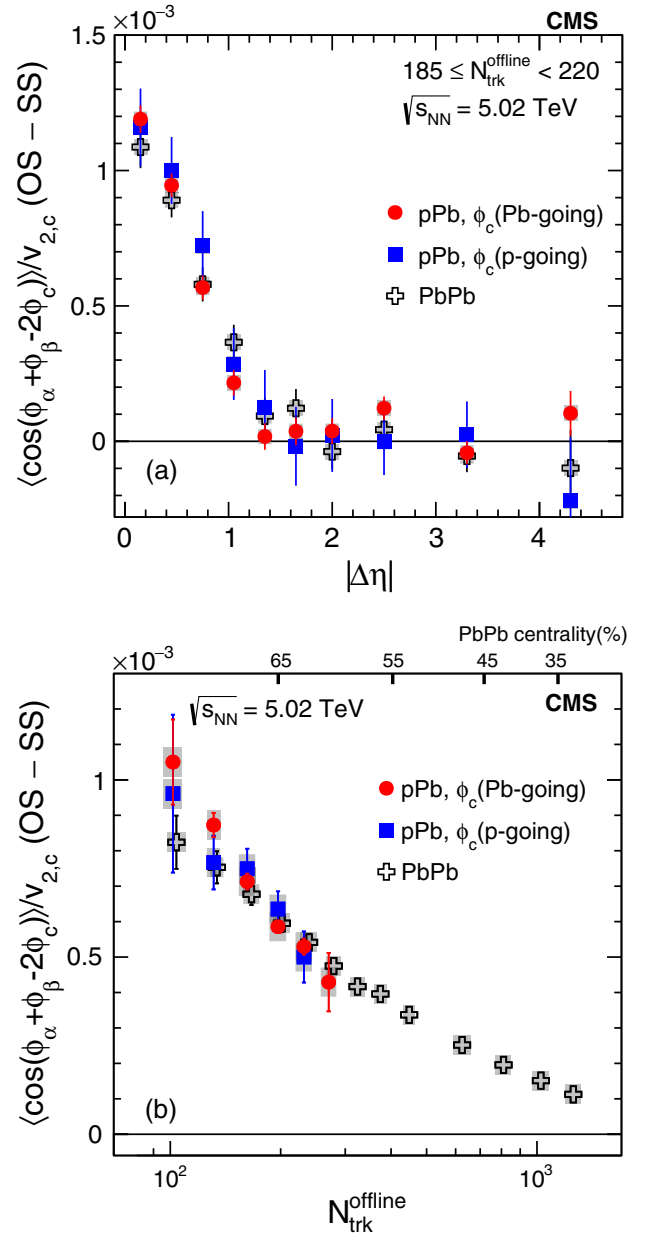 ×10⁻³
CMS
1.5
1
0.5
0
185 ≤ N_trk^offline < 220
√s_NN = 5.02 TeV
pPb, ϕ_c(Pb-going)
pPb, ϕ_c(p-going)
PbPb
(a)
⟨cos(ϕ_α+ϕ_β-2ϕ_c)⟩/v_2,c (OS − SS)
0 1 2 3 4
|Δη|
PbPb centrality(%)
65 55 45 35
×10⁻³
√s_NN = 5.02 TeV
CMS
1
0.5
0
pPb, ϕ_c(Pb-going)
pPb, ϕ_c(p-going)
PbPb
(b)
⟨cos(ϕ_α+ϕ_β-2ϕ_c)⟩/v_2,c (OS − SS)
10² 10³
N_trk^offline